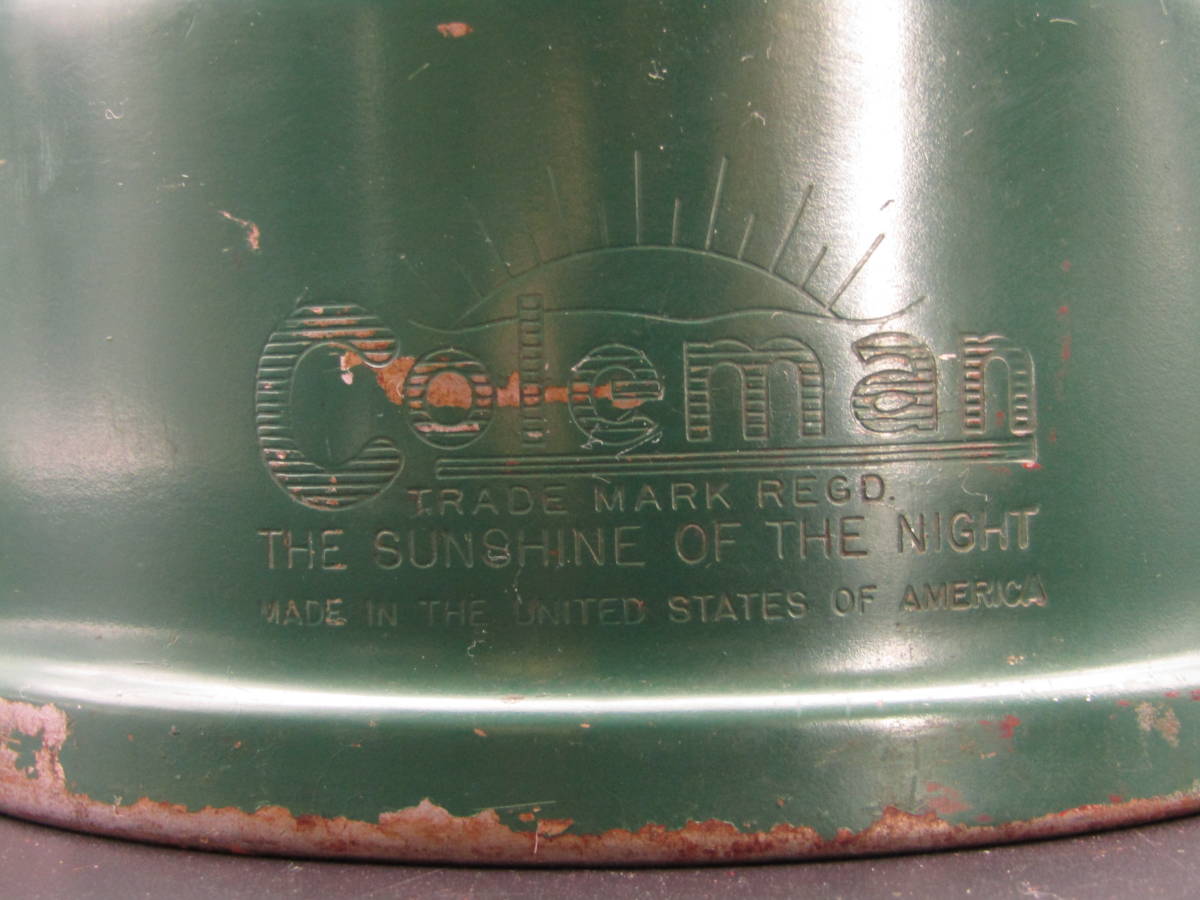 Coleman
TRADE MARK REGD.
THE SUNSHINE OF THE NIGHT
MADE IN THE UNITED STATES OF AMERICA